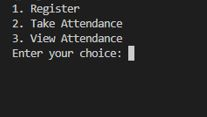 1. Register
2. Take Attendance
3. View Attendance
Enter your choice: